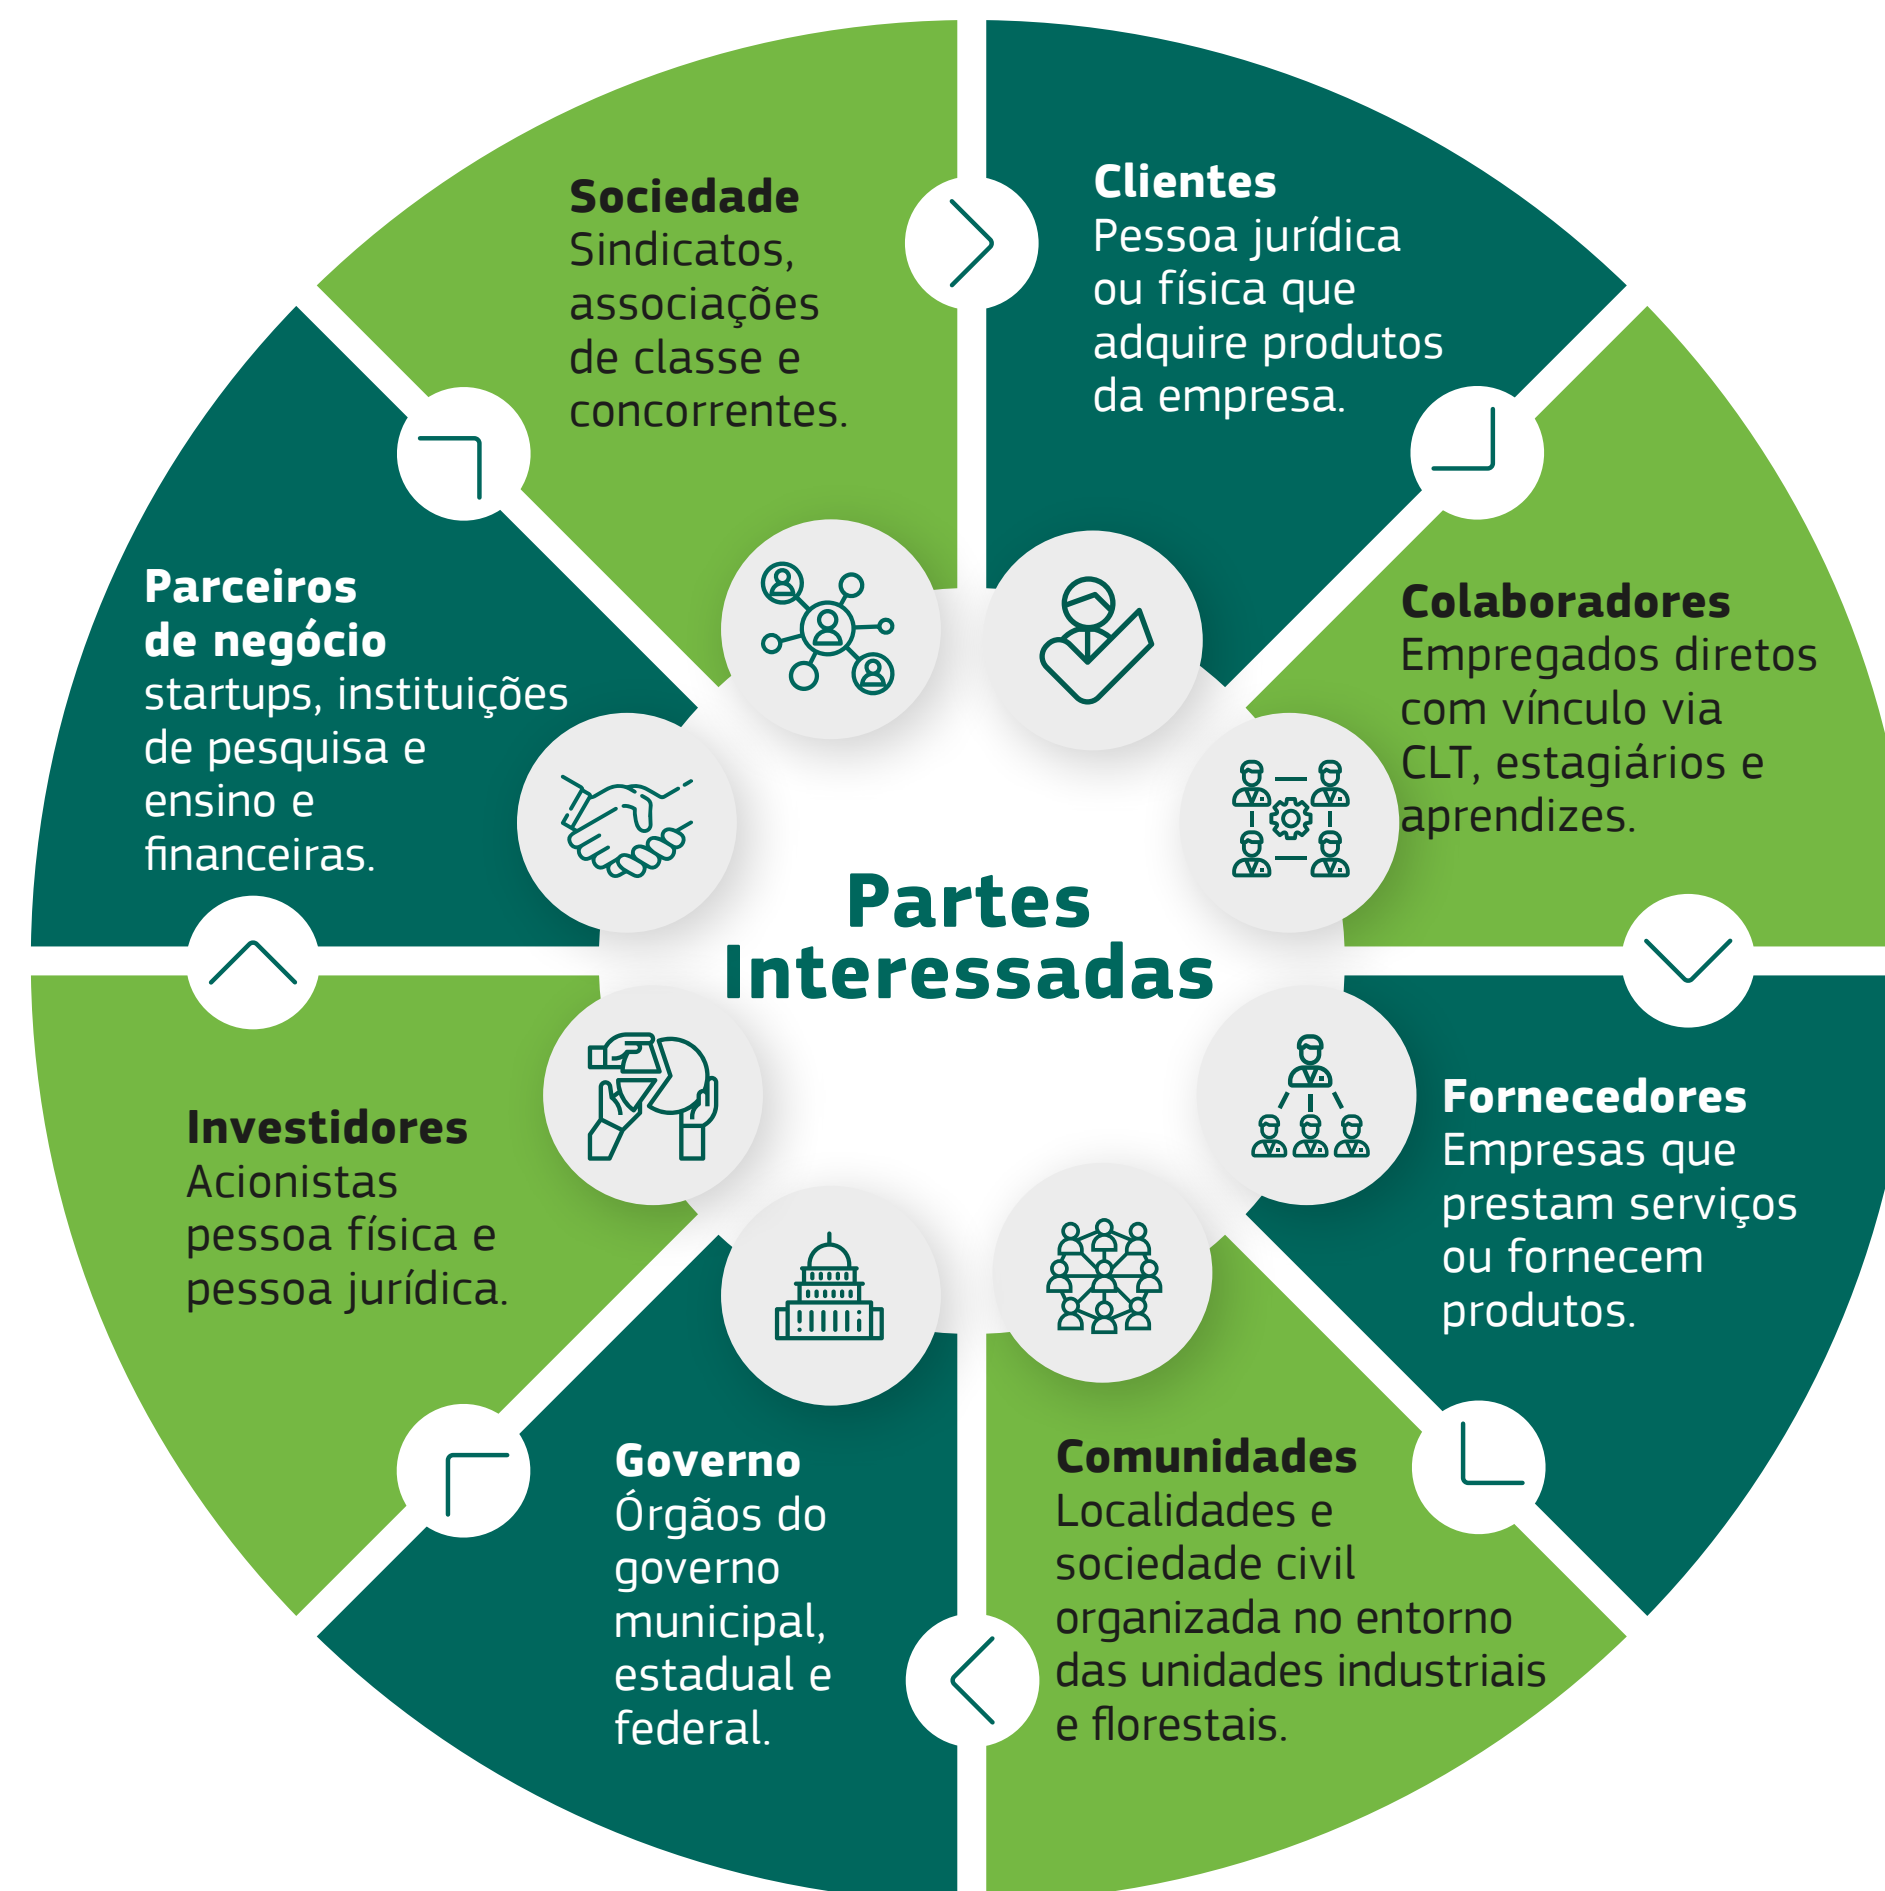 Sociedade
Sindicatos,
associações
de classe e
concorrentes.
Clientes
Pessoa jurídica
ou física que
adquire produtos
da empresa.
Colaboradores
Empregados diretos
com vínculo via
CLT, estagiários e
aprendizes.
Fornecedores
Empresas que
prestam serviços
ou fornecem
produtos.
Comunidades
Localidades e
sociedade civil
organizada no entorno
das unidades industriais
e florestais.
Governo
Órgãos do
governo
municipal,
estadual e
federal.
Investidores
Acionistas
pessoa física e
pessoa jurídica.
Parceiros
de negócio
startups, instituições
de pesquisa e
ensino e
financeiras.
Partes
Interessadas